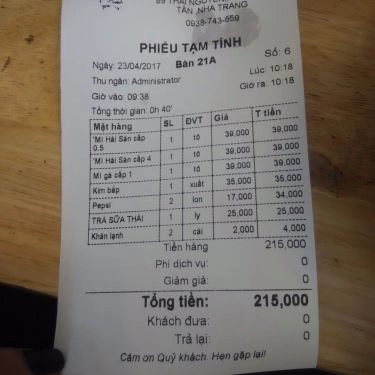 99 THÁI NGUYÊN
TÂN ,NHA TRANG
0935-743-559
PHIẾU TẠM TÍNH
Số: 6
Ngày: 23/04/2017 Bàn 21A
Lúc: 10:18
Thu ngân: Administrator
Giờ ra: 10:18
Giờ vào: 09:38
Tổng thời gian: 0h 40'
Mặt hàng SL ĐVT Giá T tiền
'Mì Hải Sản cấp 0.5 1 tô 39,000 39,000
'Mì Hải Sản cấp 4 1 tô 39,000 39,000
Mì gà cấp 1 1 tô 39,000 39,000
Kim bắp 1 xuất 35,000 35,000
Pepsi 2 lon 17,000 34,000
TRÀ SỮA THÁI 1 ly 25,000 25,000
Khăn lạnh 2 cái 2,000 4,000
Tiền hàng 215,000
Phí dịch vụ: 0
Giảm giá: 0
Tổng tiền: 215,000
Khách đưa: 0
Trả lại: 0
Cảm ơn Quý khách. Hẹn gặp lại!